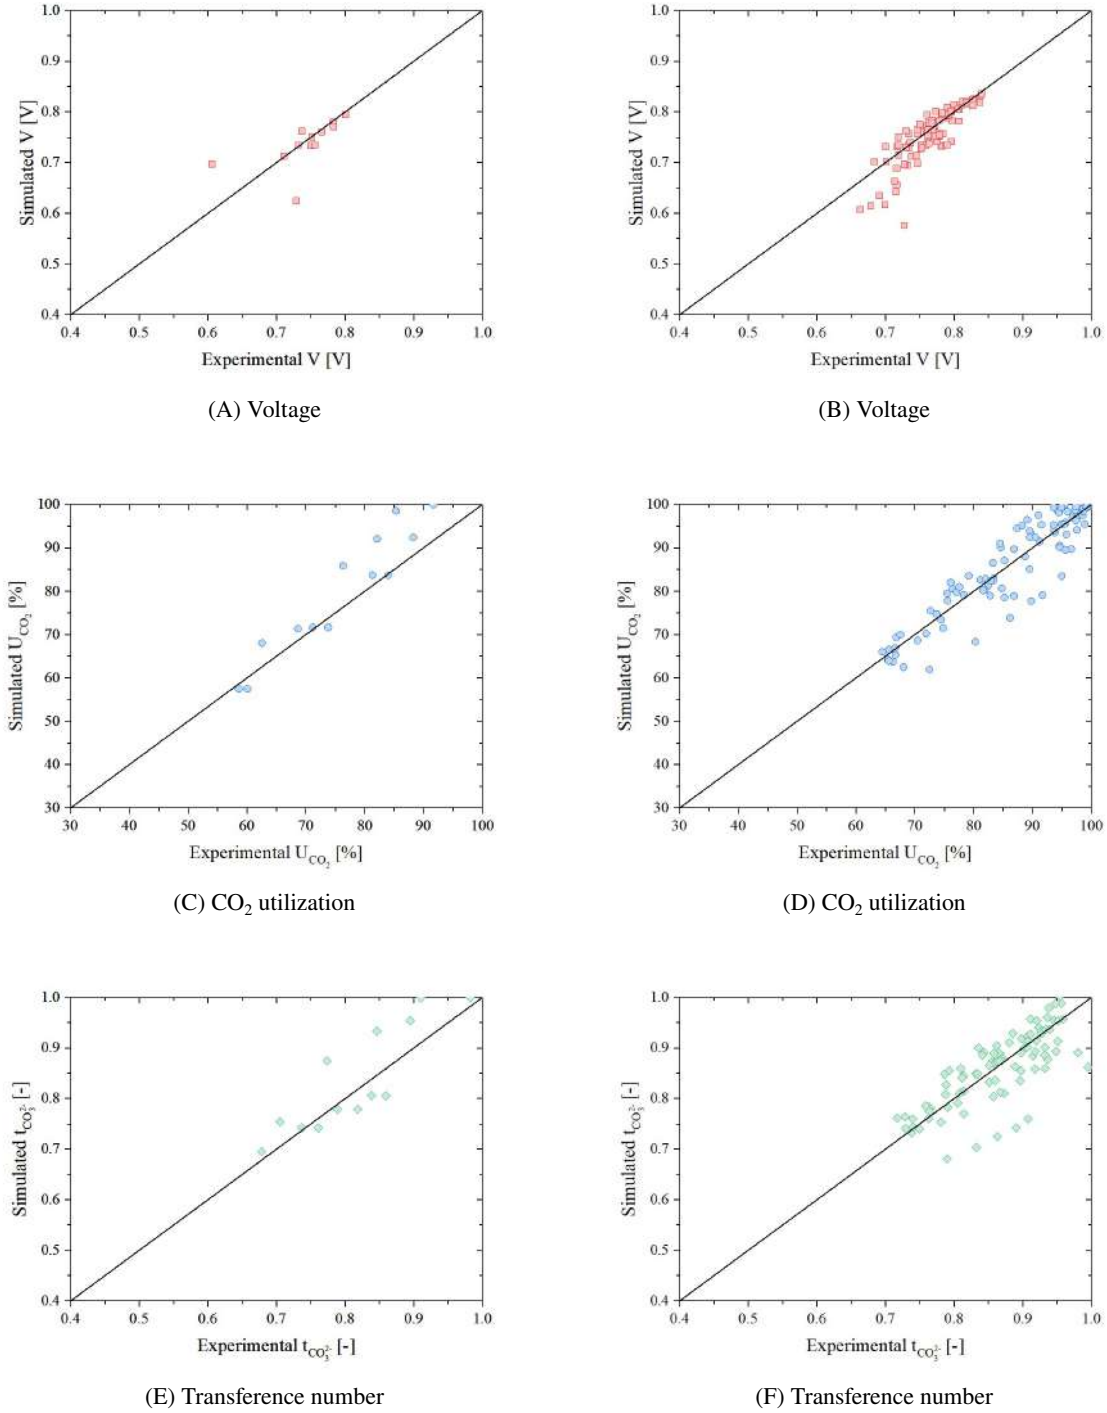 1.0
0.9
0.8
0.7
0.6
0.5
0.4
Simulated V [V]
0.4 0.5 0.6 0.7 0.8 0.9 1.0
Experimental V [V]
(A) Voltage
1.0
0.9
0.8
0.7
0.6
0.5
0.4
Simulated V [V]
0.4 0.5 0.6 0.7 0.8 0.9 1.0
Experimental V [V]
(B) Voltage
100
90
80
70
60
50
40
30
Simulated U_CO₂ [%]
30 40 50 60 70 80 90 100
Experimental U_CO₂ [%]
(C) CO₂ utilization
100
90
80
70
60
50
40
30
Simulated U_CO₂ [%]
30 40 50 60 70 80 90 100
Experimental U_CO₂ [%]
(D) CO₂ utilization
1.0
0.9
0.8
0.7
0.6
0.5
0.4
Simulated t_CO₃²⁻ [-]
0.4 0.5 0.6 0.7 0.8 0.9 1.0
Experimental t_CO₃²⁻ [-]
(E) Transference number
1.0
0.9
0.8
0.7
0.6
0.5
0.4
Simulated t_CO₃²⁻ [-]
0.4 0.5 0.6 0.7 0.8 0.9 1.0
Experimental t_CO₃²⁻ [-]
(F) Transference number